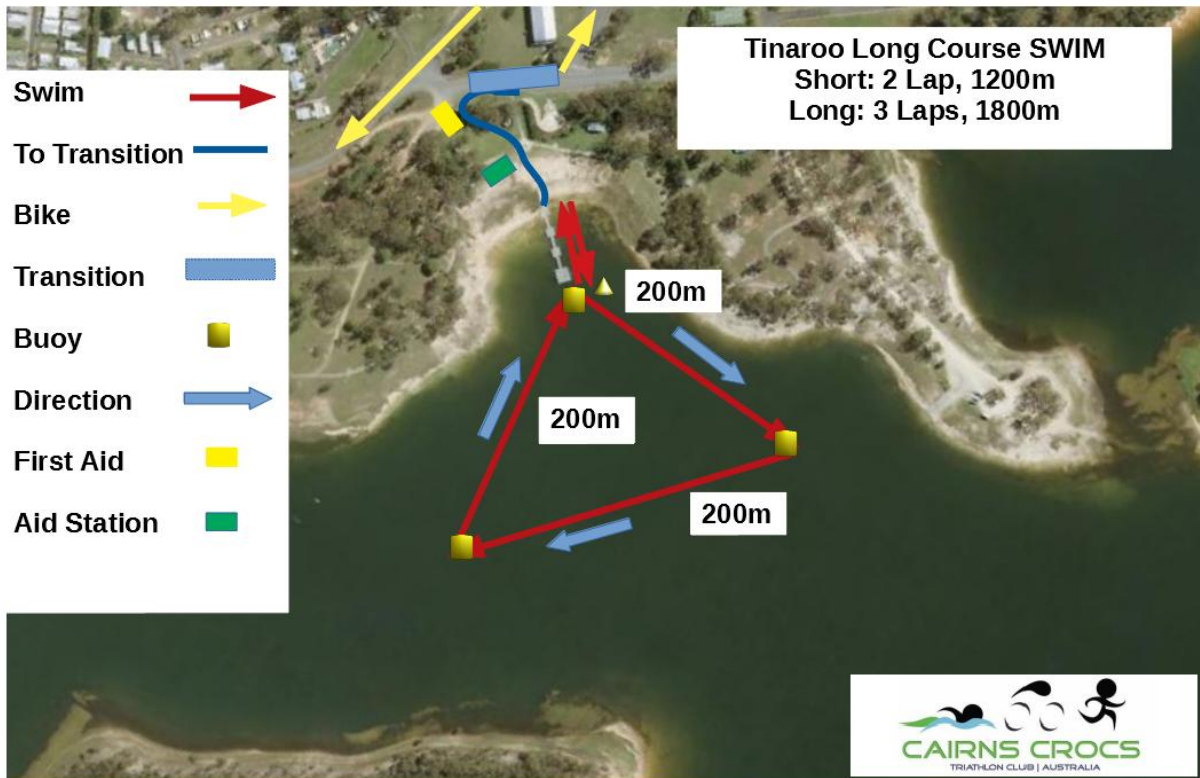 Tinaroo Long Course SWIM
Short: 2 Lap, 1200m
Long: 3 Laps, 1800m
Swim
To Transition
Bike
Transition
Buoy
Direction
First Aid
Aid Station
200m
200m
200m
CAIRNS CROCS
TRIATHLON CLUB | AUSTRALIA